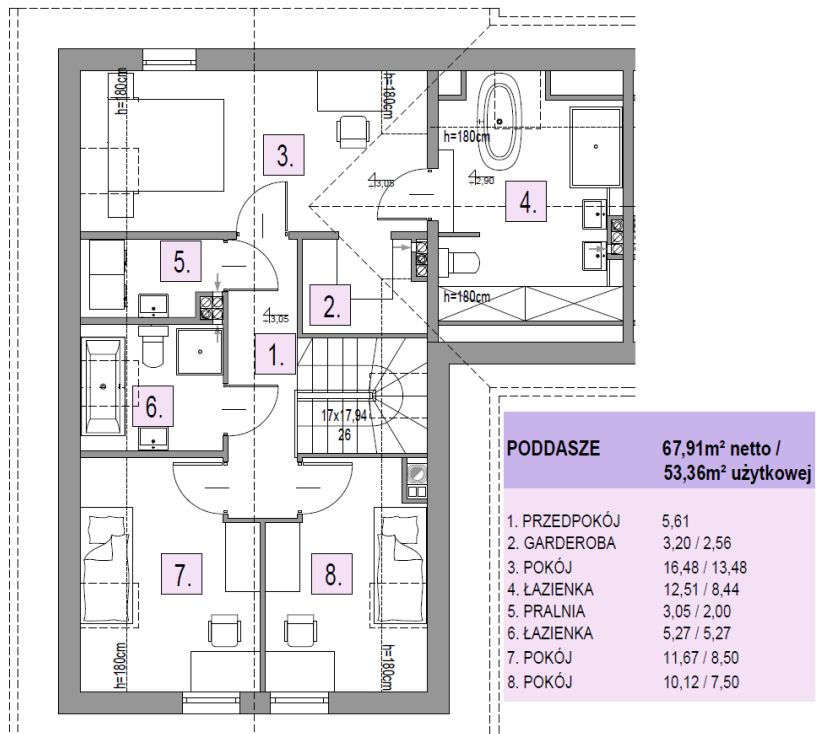 h=180cm
h=180cm
h=180cm
3.
3,05
2,90
4.
5.
2.
h=180cm
3,05
1.
6.
17x17,94
26
7.
8.
h=180cm
h=180cm
PODDASZE 67,91m² netto /
53,36m² użytkowej
1. PRZEDPOKÓJ 5,61
2. GARDEROBA 3,20 / 2,56
3. POKÓJ 16,48 / 13,48
4. ŁAZIENKA 12,51 / 8,44
5. PRALNIA 3,05 / 2,00
6. ŁAZIENKA 5,27 / 5,27
7. POKÓJ 11,67 / 8,50
8. POKÓJ 10,12 / 7,50